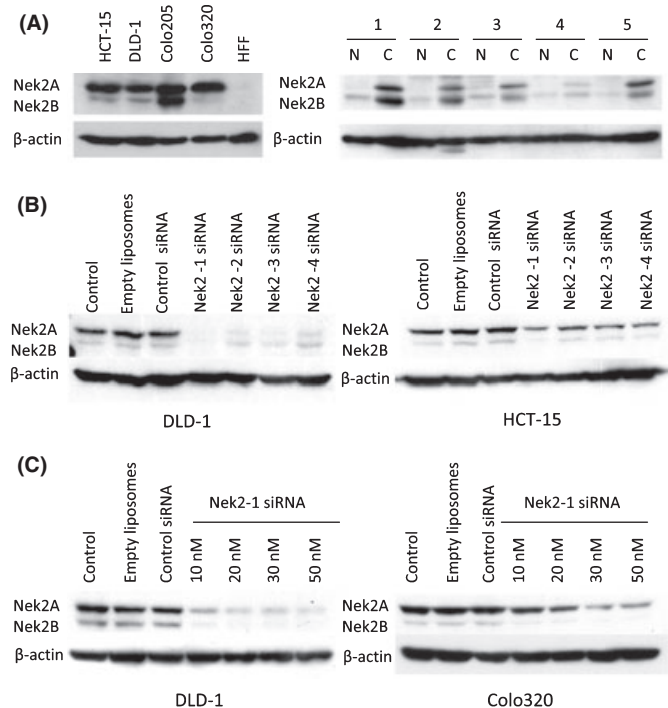 (A)
HCT-15 DLD-1 Colo205 Colo320 HFF
1 2 3 4 5
N C N C N C N C N C
Nek2A Nek2A
Nek2B Nek2B
β-actin β-actin
(B)
Control Empty liposomes Control siRNA Nek2 -1 siRNA Nek2 -2 siRNA Nek2 -3 siRNA Nek2 -4 siRNA
Control Empty liposomes Control siRNA Nek2 -1 siRNA Nek2 -2 siRNA Nek2 -3 siRNA Nek2 -4 siRNA
Nek2A Nek2A
Nek2B Nek2B
β-actin β-actin
DLD-1 HCT-15
(C)
Nek2-1 siRNA Nek2-1 siRNA
Control Empty liposomes Control siRNA 10 nM 20 nM 30 nM 50 nM
Control Empty liposomes Control siRNA 10 nM 20 nM 30 nM 50 nM
Nek2A Nek2A
Nek2B Nek2B
β-actin β-actin
DLD-1 Colo320